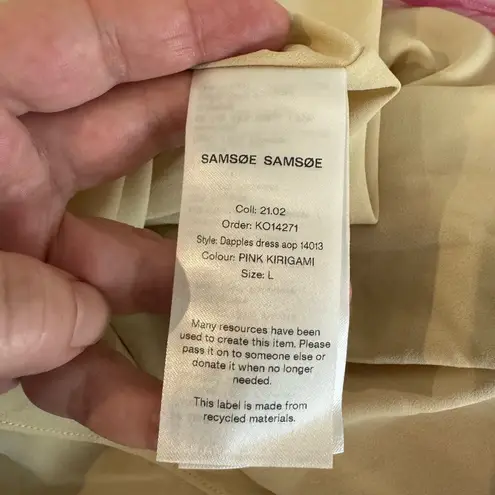 SAMSØE SAMSØE
Coll: 21.02
Order: KO14271
Style: Dapples dress aop 14013
Colour: PINK KIRIGAMI
Size: L
Many resources have been
used to create this item. Please
pass it on to someone else or
donate it when no longer
needed.
This label is made from
recycled materials.